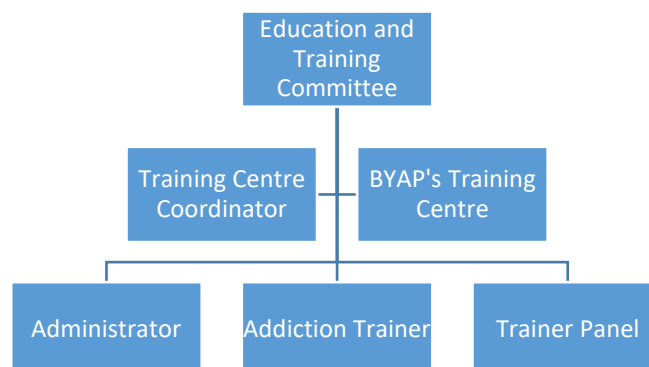 Education and
Training
Committee
Training Centre
Coordinator
BYAP's Training
Centre
Administrator
Addiction Trainer
Trainer Panel